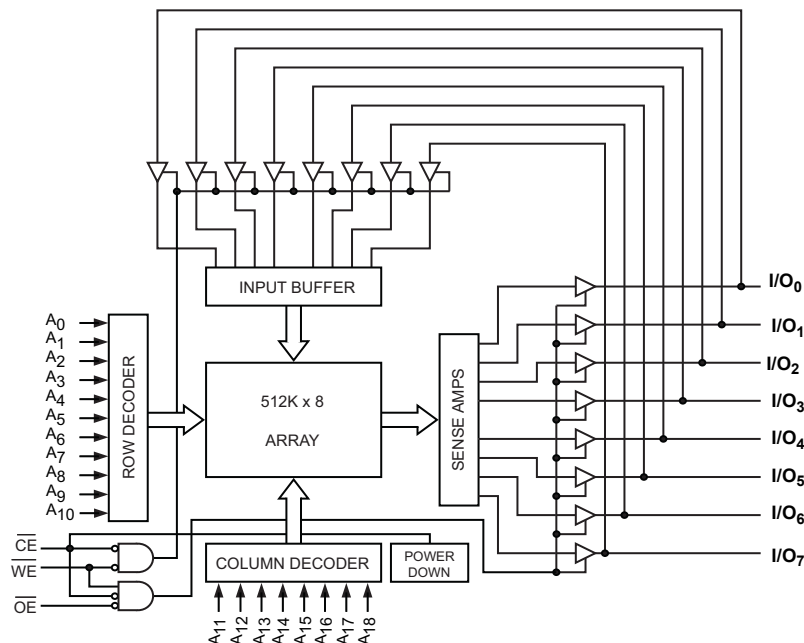 INPUT BUFFER
I/O0
I/O1
I/O2
I/O3
I/O4
I/O5
I/O6
I/O7
A0
A1
A2
A3
A4
A5
A6
A7
A8
A9
A10
ROW DECODER
512K x 8
ARRAY
SENSE AMPS
CE
WE
OE
COLUMN DECODER
POWER
DOWN
A11
A12
A13
A14
A15
A16
A17
A18